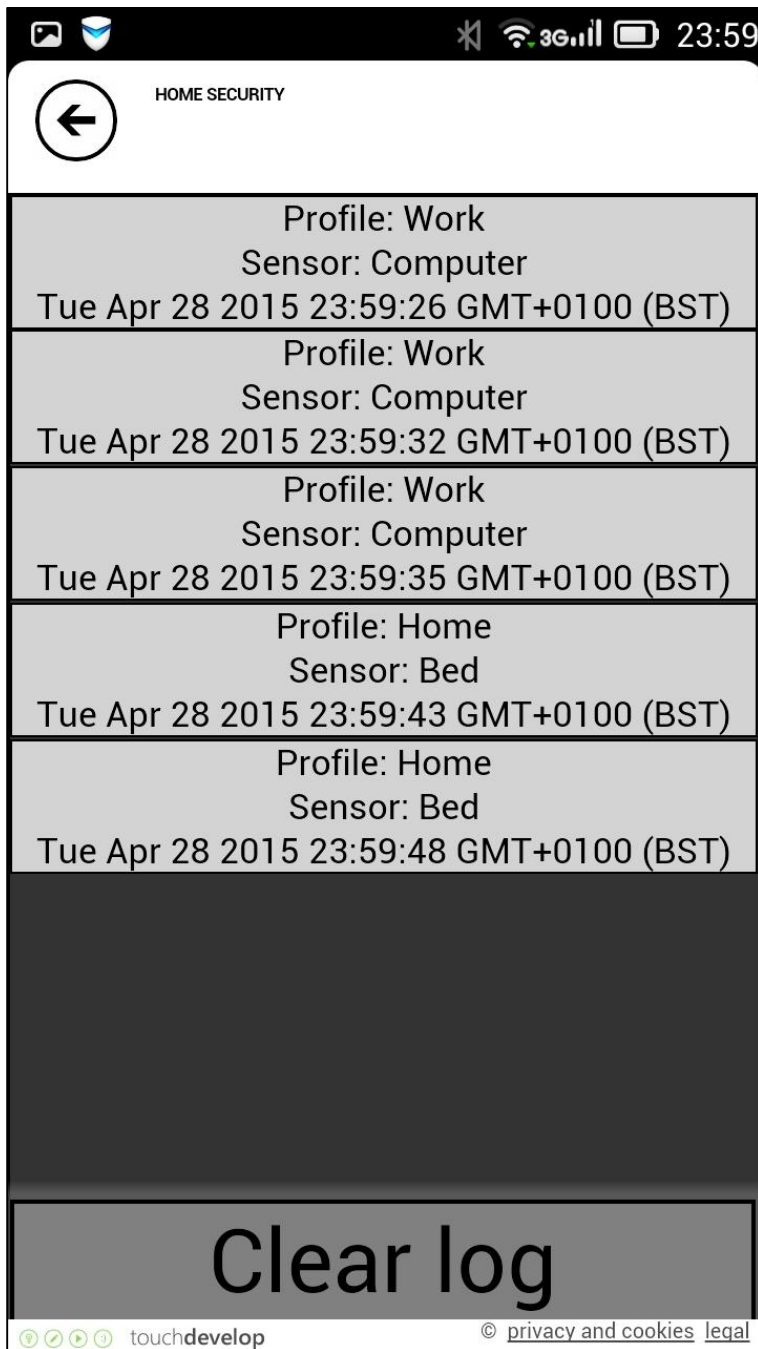 3G 23:59
HOME SECURITY
Profile: Work
Sensor: Computer
Tue Apr 28 2015 23:59:26 GMT+0100 (BST)
Profile: Work
Sensor: Computer
Tue Apr 28 2015 23:59:32 GMT+0100 (BST)
Profile: Work
Sensor: Computer
Tue Apr 28 2015 23:59:35 GMT+0100 (BST)
Profile: Home
Sensor: Bed
Tue Apr 28 2015 23:59:43 GMT+0100 (BST)
Profile: Home
Sensor: Bed
Tue Apr 28 2015 23:59:48 GMT+0100 (BST)
Clear log
touchdevelop © privacy and cookies legal